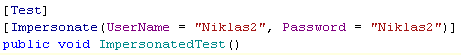 [Test]
[Impersonate(UserName = "Niklas2", Password = "Niklas2")]
public void ImpersonatedTest()